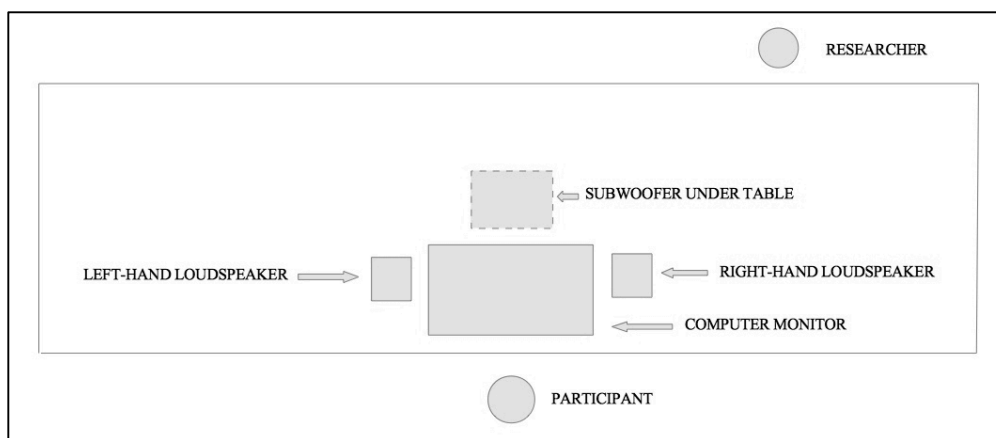 RESEARCHER
SUBWOOFER UNDER TABLE
LEFT-HAND LOUDSPEAKER
RIGHT-HAND LOUDSPEAKER
COMPUTER MONITOR
PARTICIPANT